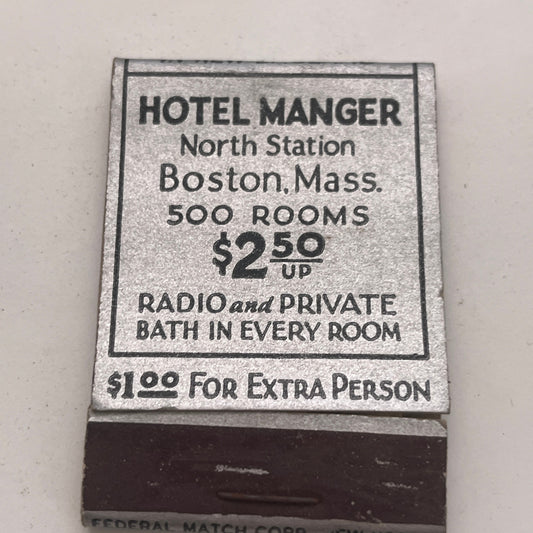 HOTEL MANGER
North Station
Boston, Mass.
500 ROOMS
$2.50 UP
RADIO and PRIVATE
BATH IN EVERY ROOM
$1.00 FOR EXTRA PERSON
FEDERAL MATCH CORP.